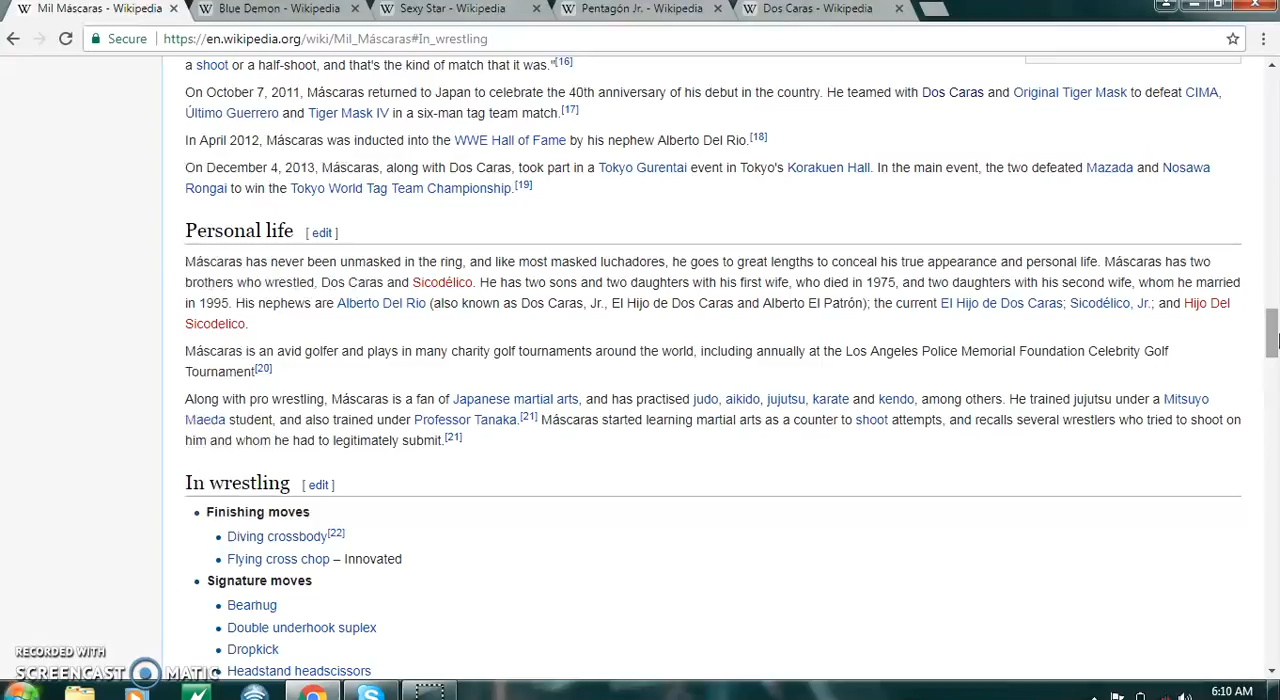 Mil Máscaras - Wikipedia
Blue Demon - Wikipedia
Sexy Star - Wikipedia
Pentagón Jr. - Wikipedia
Dos Caras - Wikipedia
Secure
https://en.wikipedia.org/wiki/Mil_Máscaras#In_wrestling
a shoot or a half-shoot, and that's the kind of match that it was."[16]
On October 7, 2011, Máscaras returned to Japan to celebrate the 40th anniversary of his debut in the country. He teamed with Dos Caras and Original Tiger Mask to defeat CIMA,
Último Guerrero and Tiger Mask IV in a six-man tag team match.[17]
In April 2012, Máscaras was inducted into the WWE Hall of Fame by his nephew Alberto Del Rio.[18]
On December 4, 2013, Máscaras, along with Dos Caras, took part in a Tokyo Gurentai event in Tokyo's Korakuen Hall. In the main event, the two defeated Mazada and Nosawa
Rongai to win the Tokyo World Tag Team Championship.[19]
Personal life [ edit ]
Máscaras has never been unmasked in the ring, and like most masked luchadores, he goes to great lengths to conceal his true appearance and personal life. Máscaras has two
brothers who wrestled, Dos Caras and Sicodélico. He has two sons and two daughters with his first wife, who died in 1975, and two daughters with his second wife, whom he married
in 1995. His nephews are Alberto Del Rio (also known as Dos Caras, Jr., El Hijo de Dos Caras and Alberto El Patrón); the current El Hijo de Dos Caras; Sicodélico, Jr.; and Hijo Del
Sicodelico.
Máscaras is an avid golfer and plays in many charity golf tournaments around the world, including annually at the Los Angeles Police Memorial Foundation Celebrity Golf
Tournament[20]
Along with pro wrestling, Máscaras is a fan of Japanese martial arts, and has practised judo, aikido, jujutsu, karate and kendo, among others. He trained jujutsu under a Mitsuyo
Maeda student, and also trained under Professor Tanaka.[21] Máscaras started learning martial arts as a counter to shoot attempts, and recalls several wrestlers who tried to shoot on
him and whom he had to legitimately submit.[21]
In wrestling [ edit ]
Finishing moves
Diving crossbody[22]
Flying cross chop – Innovated
Signature moves
Bearhug
Double underhook suplex
Dropkick
Headstand headscissors
RECORDED WITH
SCREENCAST MATIC
6:10 AM